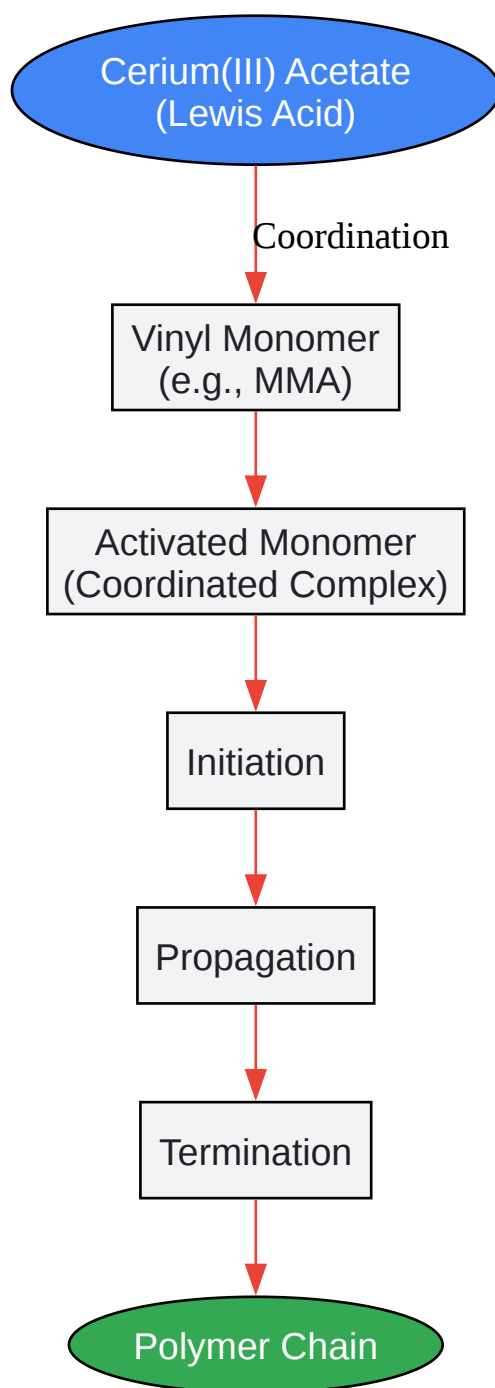 Cerium(III) Acetate
(Lewis Acid)
Coordination
Vinyl Monomer
(e.g., MMA)
Activated Monomer
(Coordinated Complex)
Initiation
Propagation
Termination
Polymer Chain